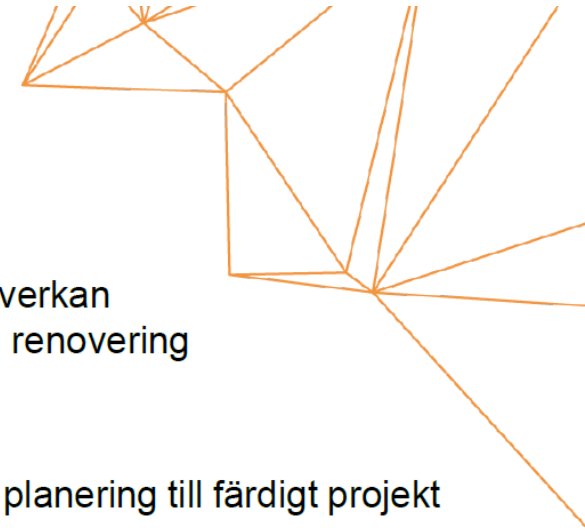 verkan
renovering
planering till färdigt projekt